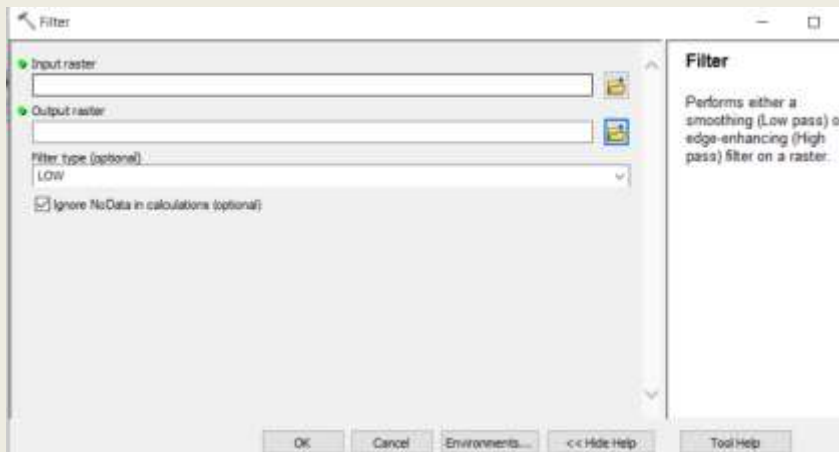 Filter
Input raster
Output raster
Filter type (optional)
LOW
Ignore NoData in calculations (optional)
OK
Cancel
Environments...
<< Hide Help
Filter
Performs either a
smoothing (Low pass) o
edge-enhancing (High
pass) filter on a raster.
Tool Help